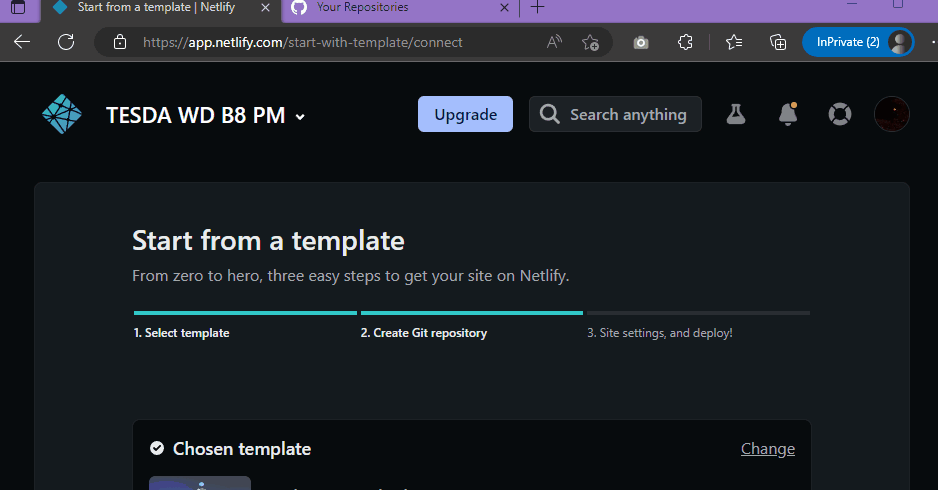 Start from a template | Netlify
Your Repositories
https://app.netlify.com/start-with-template/connect
InPrivate (2)
TESDA WD B8 PM
Upgrade
Search anything
Start from a template
From zero to hero, three easy steps to get your site on Netlify.
1. Select template
2. Create Git repository
3. Site settings, and deploy!
Chosen template
Change